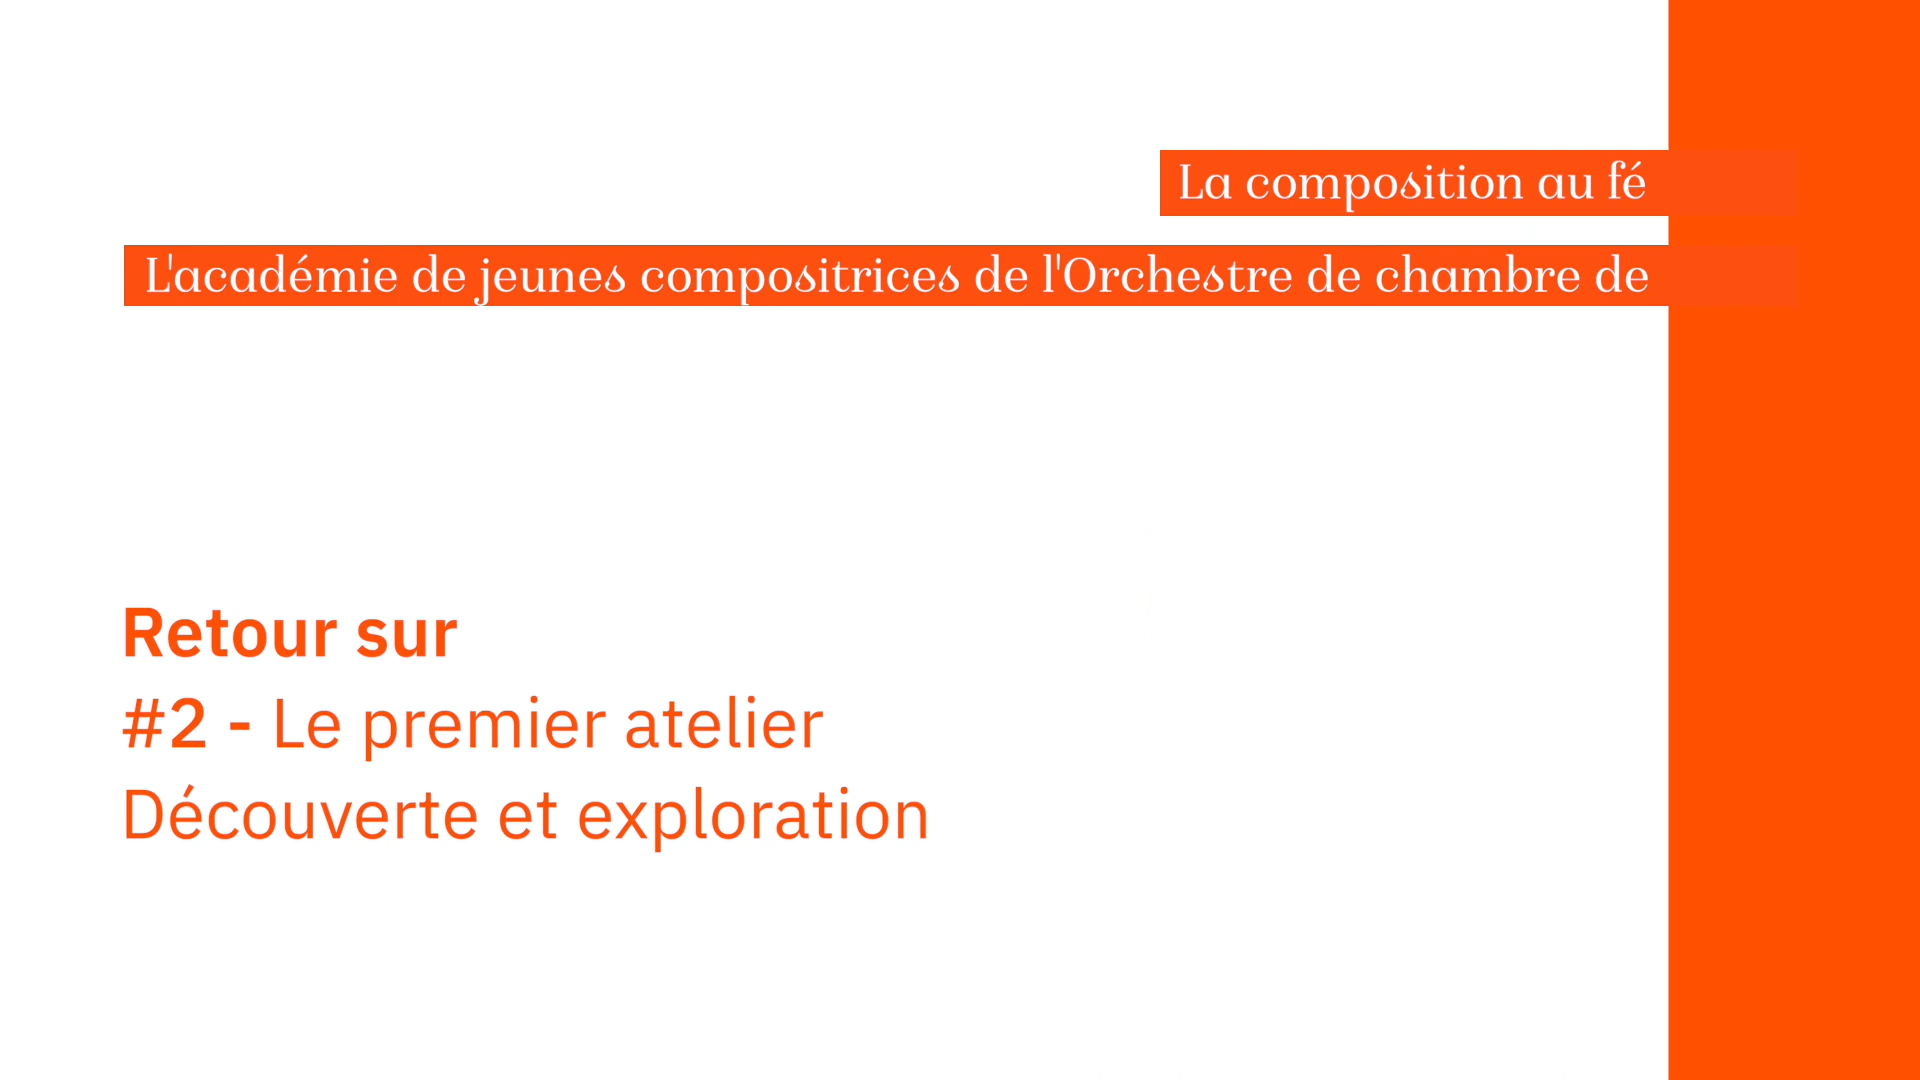 La composition au fé
L'académie de jeunes compositrices de l'Orchestre de chambre de
Retour sur
#2 - Le premier atelier
Découverte et exploration